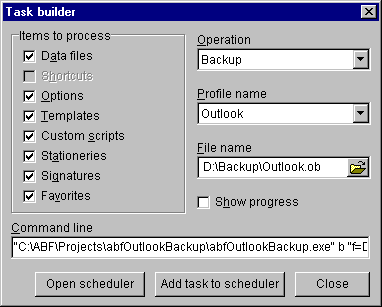 Task builder
Items to process
Data files
Shortcuts
Options
Templates
Custom scripts
Stationeries
Signatures
Favorites
Operation
Backup
Profile name
Outlook
File name
D:\Backup\Outlook.ob
Show progress
Command line
"C:\ABF\Projects\abfOutlookBackup\abfOutlookBackup.exe" b "f=D
Open scheduler Add task to scheduler Close